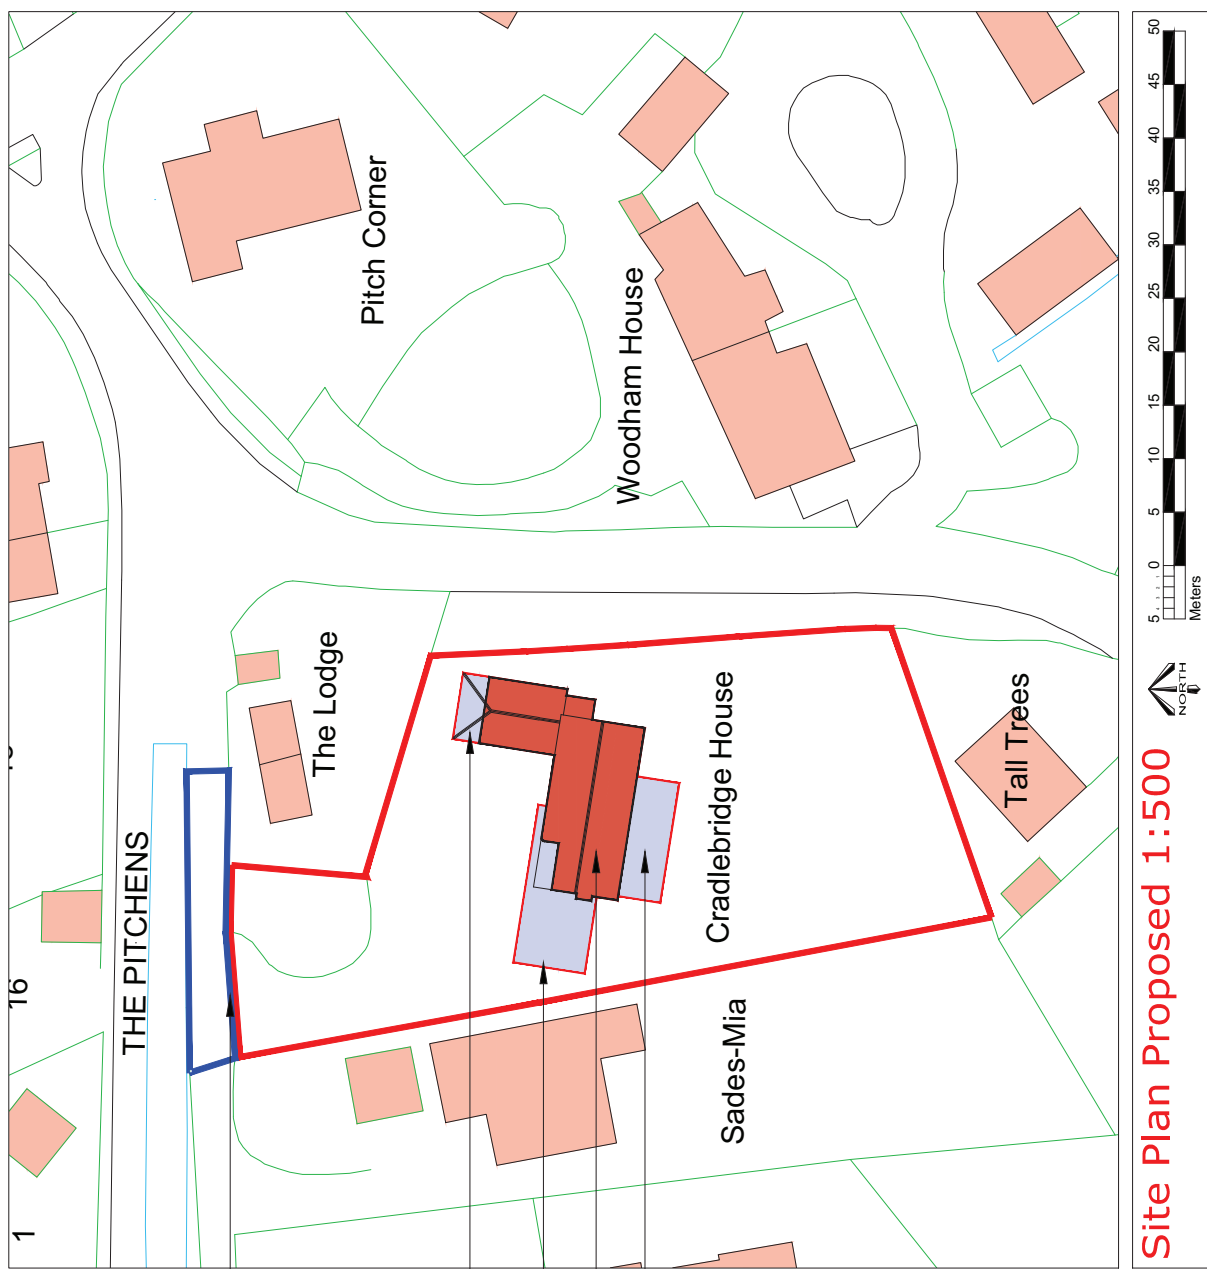 THE PITCHENS
16
1
Pitch Corner
The Lodge
Woodham House
Cradlebridge House
Sades-Mia
Tall Trees
Site Plan Proposed 1:500
NORTH
5 0 5 10 15 20 25 30 35 40 45 50
Meters